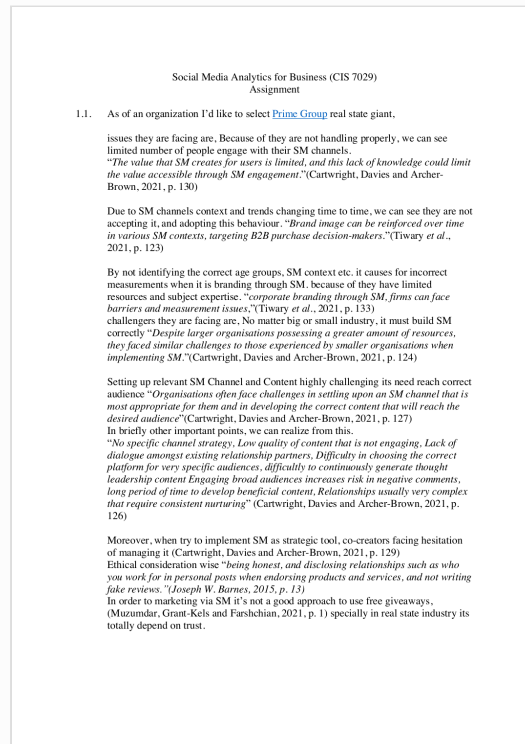 Social Media Analytics for Business (CIS 7029)
Assignment
1.1. As of an organization I’d like to select Prime Group real state giant,
issues they are facing are, Because of they are not handling properly, we can see
limited number of people engage with their SM channels.
“The value that SM creates for users is limited, and this lack of knowledge could limit
the value accessible through SM engagement.”(Cartwright, Davies and Archer-
Brown, 2021, p. 130)
Due to SM channels context and trends changing time to time, we can see they are not
accepting it, and adopting this behaviour. “Brand image can be reinforced over time
in various SM contexts, targeting B2B purchase decision-makers.”(Tiwary et al.,
2021, p. 123)
By not identifying the correct age groups, SM context etc. it causes for incorrect
measurements when it is branding through SM. because of they have limited
resources and subject expertise. “corporate branding through SM, firms can face
barriers and measurement issues,”(Tiwary et al., 2021, p. 133)
challengers they are facing are, No matter big or small industry, it must build SM
correctly “Despite larger organisations possessing a greater amount of resources,
they faced similar challenges to those experienced by smaller organisations when
implementing SM.”(Cartwright, Davies and Archer-Brown, 2021, p. 124)
Setting up relevant SM Channel and Content highly challenging its need reach correct
audience “Organisations often face challenges in settling upon an SM channel that is
most appropriate for them and in developing the correct content that will reach the
desired audience”(Cartwright, Davies and Archer-Brown, 2021, p. 127)
In briefly other important points, we can realize from this.
“No specific channel strategy, Low quality of content that is not engaging, Lack of
dialogue amongst existing relationship partners, Difficulty in choosing the correct
platform for very specific audiences, difficultly to continuously generate thought
leadership content Engaging broad audiences increases risk in negative comments,
long period of time to develop beneficial content, Relationships usually very complex
that require consistent nurturing” (Cartwright, Davies and Archer-Brown, 2021, p.
126)
Moreover, when try to implement SM as strategic tool, co-creators facing hesitation
of managing it (Cartwright, Davies and Archer-Brown, 2021, p. 129)
Ethical consideration wise “being honest, and disclosing relationships such as who
you work for in personal posts when endorsing products and services, and not writing
fake reviews.”(Joseph W. Barnes, 2015, p. 13)
In order to marketing via SM it’s not a good approach to use free giveaways,
(Muzumdar, Grant-Kels and Farshchian, 2021, p. 1) specially in real state industry its
totally depend on trust.